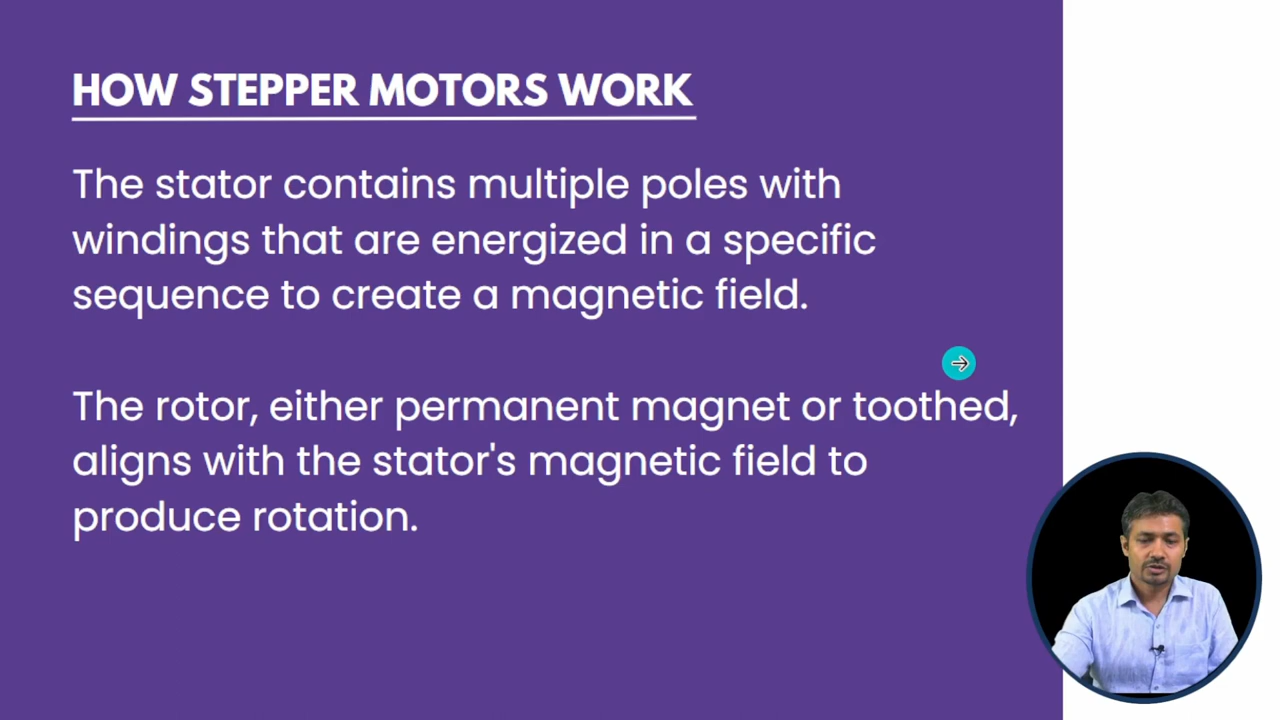 HOW STEPPER MOTORS WORK
The stator contains multiple poles with
windings that are energized in a specific
sequence to create a magnetic field.
The rotor, either permanent magnet or toothed,
aligns with the stator's magnetic field to
produce rotation.